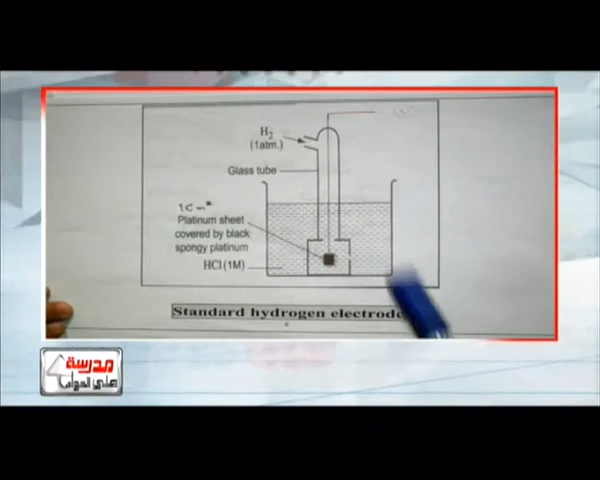 H₂
(1atm.)
Glass tube
1cm²
Platinum sheet
covered by black
spongy platinum
HCl(1M)
Standard hydrogen electrode
مدرسة
على الهواء